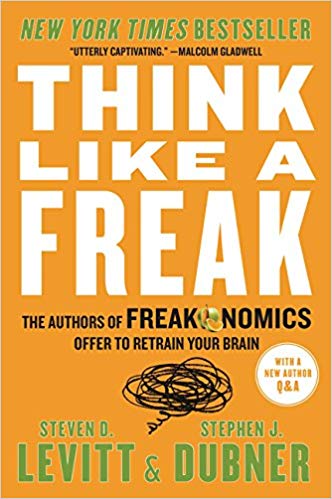 NEW YORK TIMES BESTSELLER
"UTTERLY CAPTIVATING."—MALCOLM GLADWELL
THINK
LIKE A
FREAK
THE AUTHORS OF FREAKONOMICS
OFFER TO RETRAIN YOUR BRAIN
WITH A
NEW AUTHOR
Q&A
STEVEN D.
LEVITT &
STEPHEN J.
DUBNER